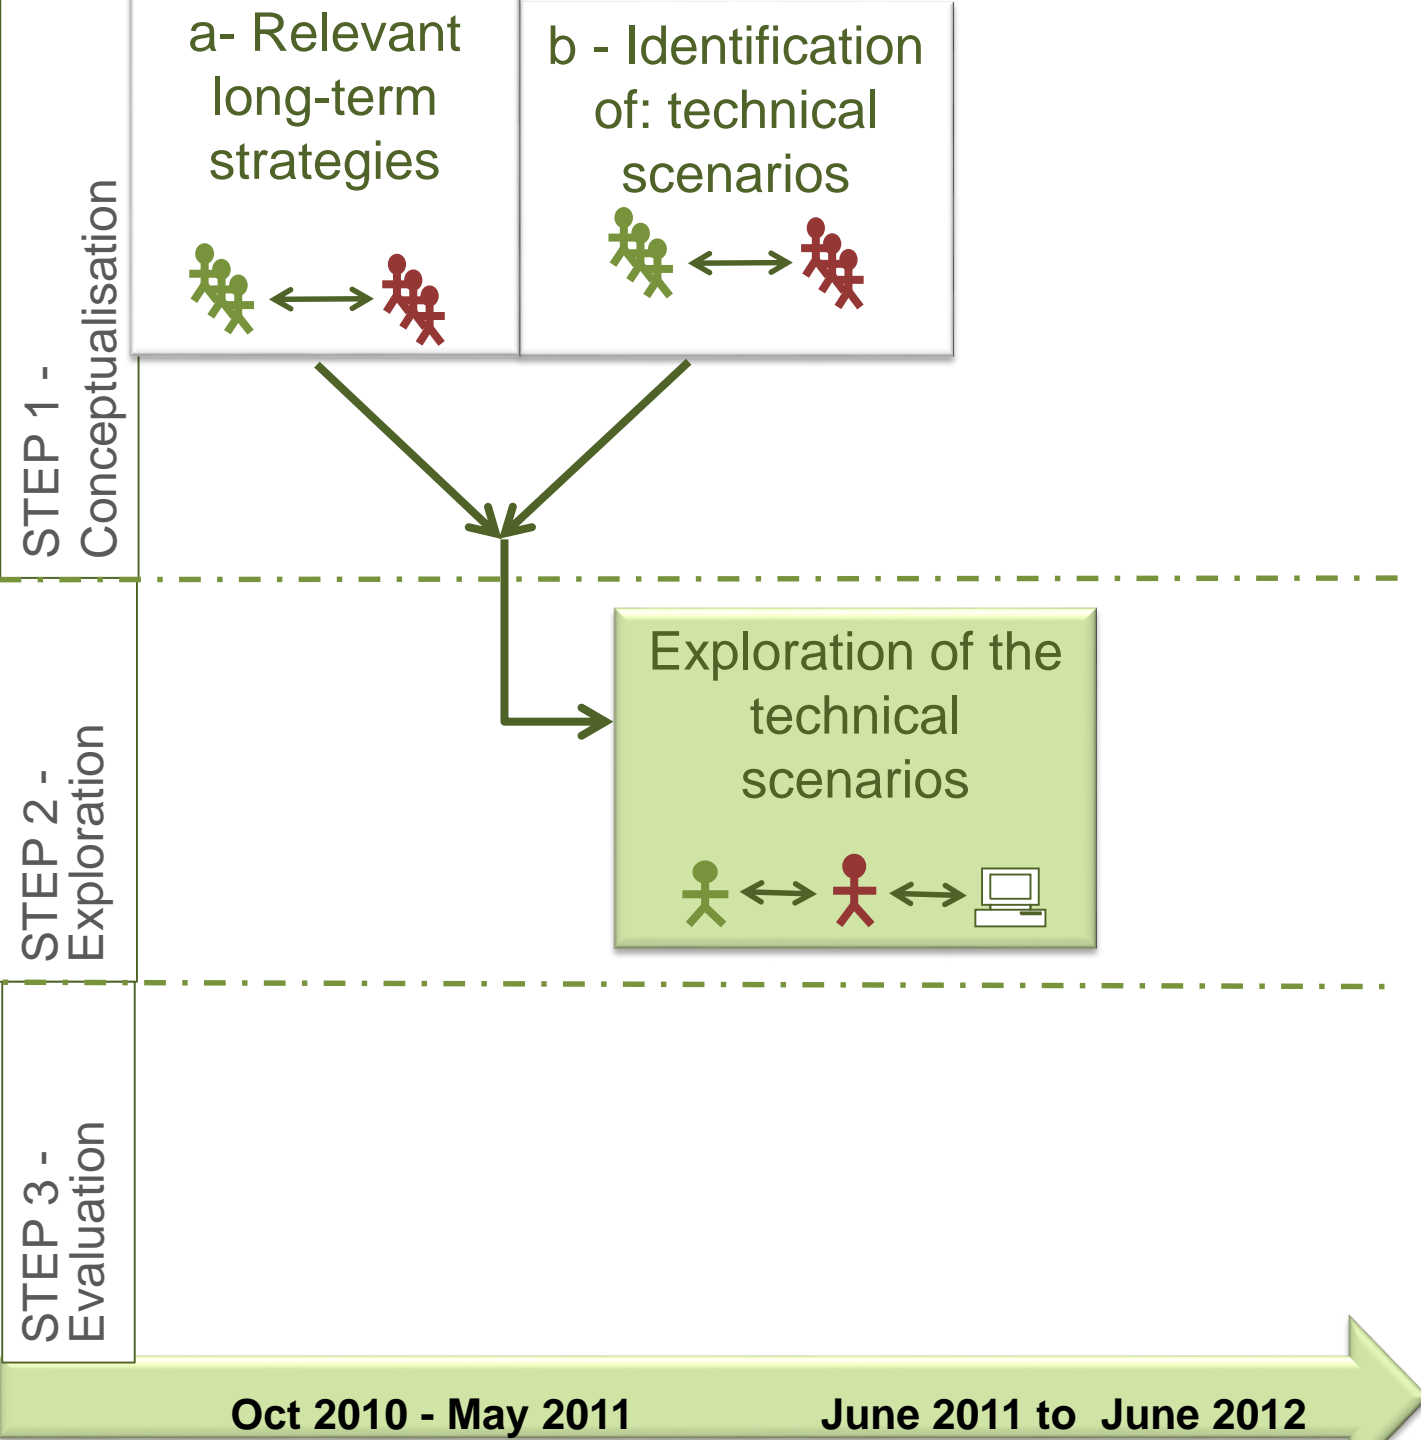 a- Relevant
long-term
strategies
b - Identification
of: technical
scenarios
STEP 1 -
Conceptualisation
Exploration of the
technical
scenarios
STEP 2 -
Exploration
STEP 3 -
Evaluation
Oct 2010 - May 2011
June 2011 to  June 2012